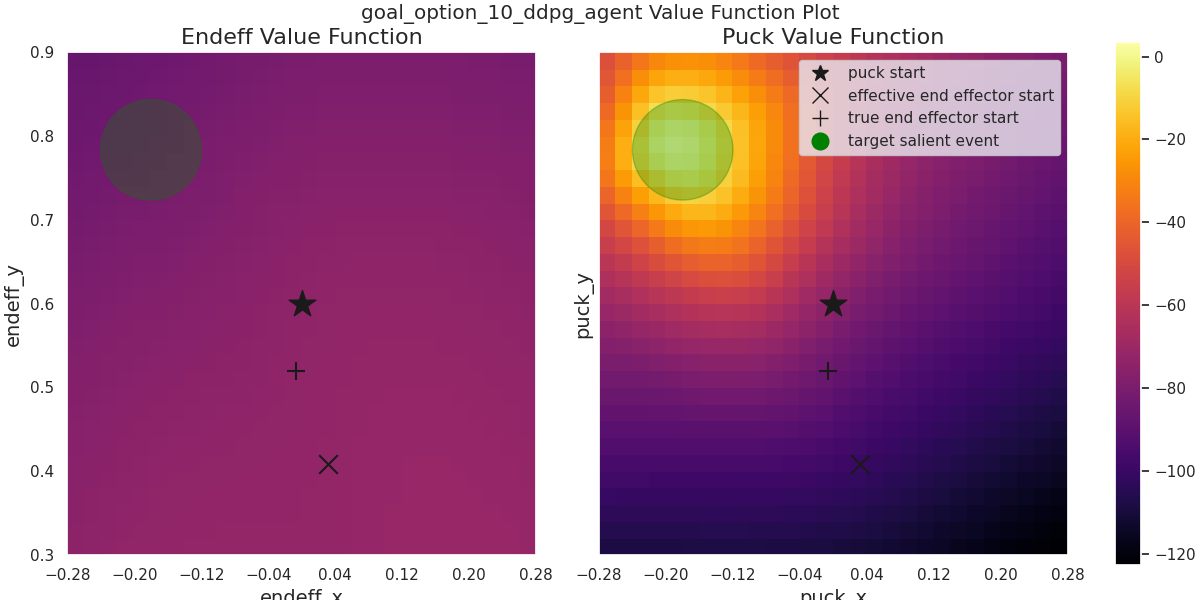 goal_option_10_ddpg_agent Value Function Plot
Endeff Value Function
Puck Value Function
puck start
effective end effector start
true end effector start
target salient event
endeff_y
0.9
0.8
0.7
0.6
0.5
0.4
0.3
−0.28 −0.20 −0.12 −0.04 0.04 0.12 0.20 0.28
endeff_x
puck_y
−0.28 −0.20 −0.12 −0.04 0.04 0.12 0.20 0.28
puck_x
0
−20
−40
−60
−80
−100
−120